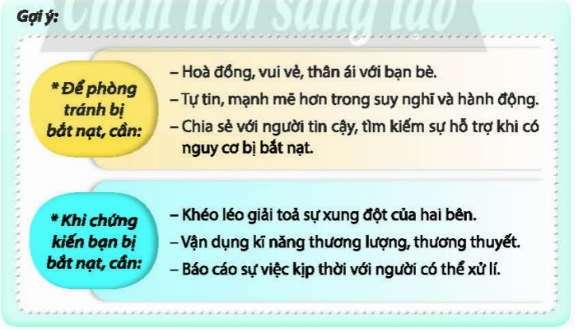 Chân trời sáng tạo
Gợi ý:
* Để phòng
tránh bị
bắt nạt, cần:
– Hoà đồng, vui vẻ, thân ái với bạn bè.
– Tự tin, mạnh mẽ hơn trong suy nghĩ và hành động.
– Chia sẻ với người tin cậy, tìm kiếm sự hỗ trợ khi có
nguy cơ bị bắt nạt.
* Khi chứng
kiến bạn bị
bắt nạt, cần:
– Khéo léo giải toả sự xung đột của hai bên.
– Vận dụng kĩ năng thương lượng, thương thuyết.
– Báo cáo sự việc kịp thời với người có thể xử lí.